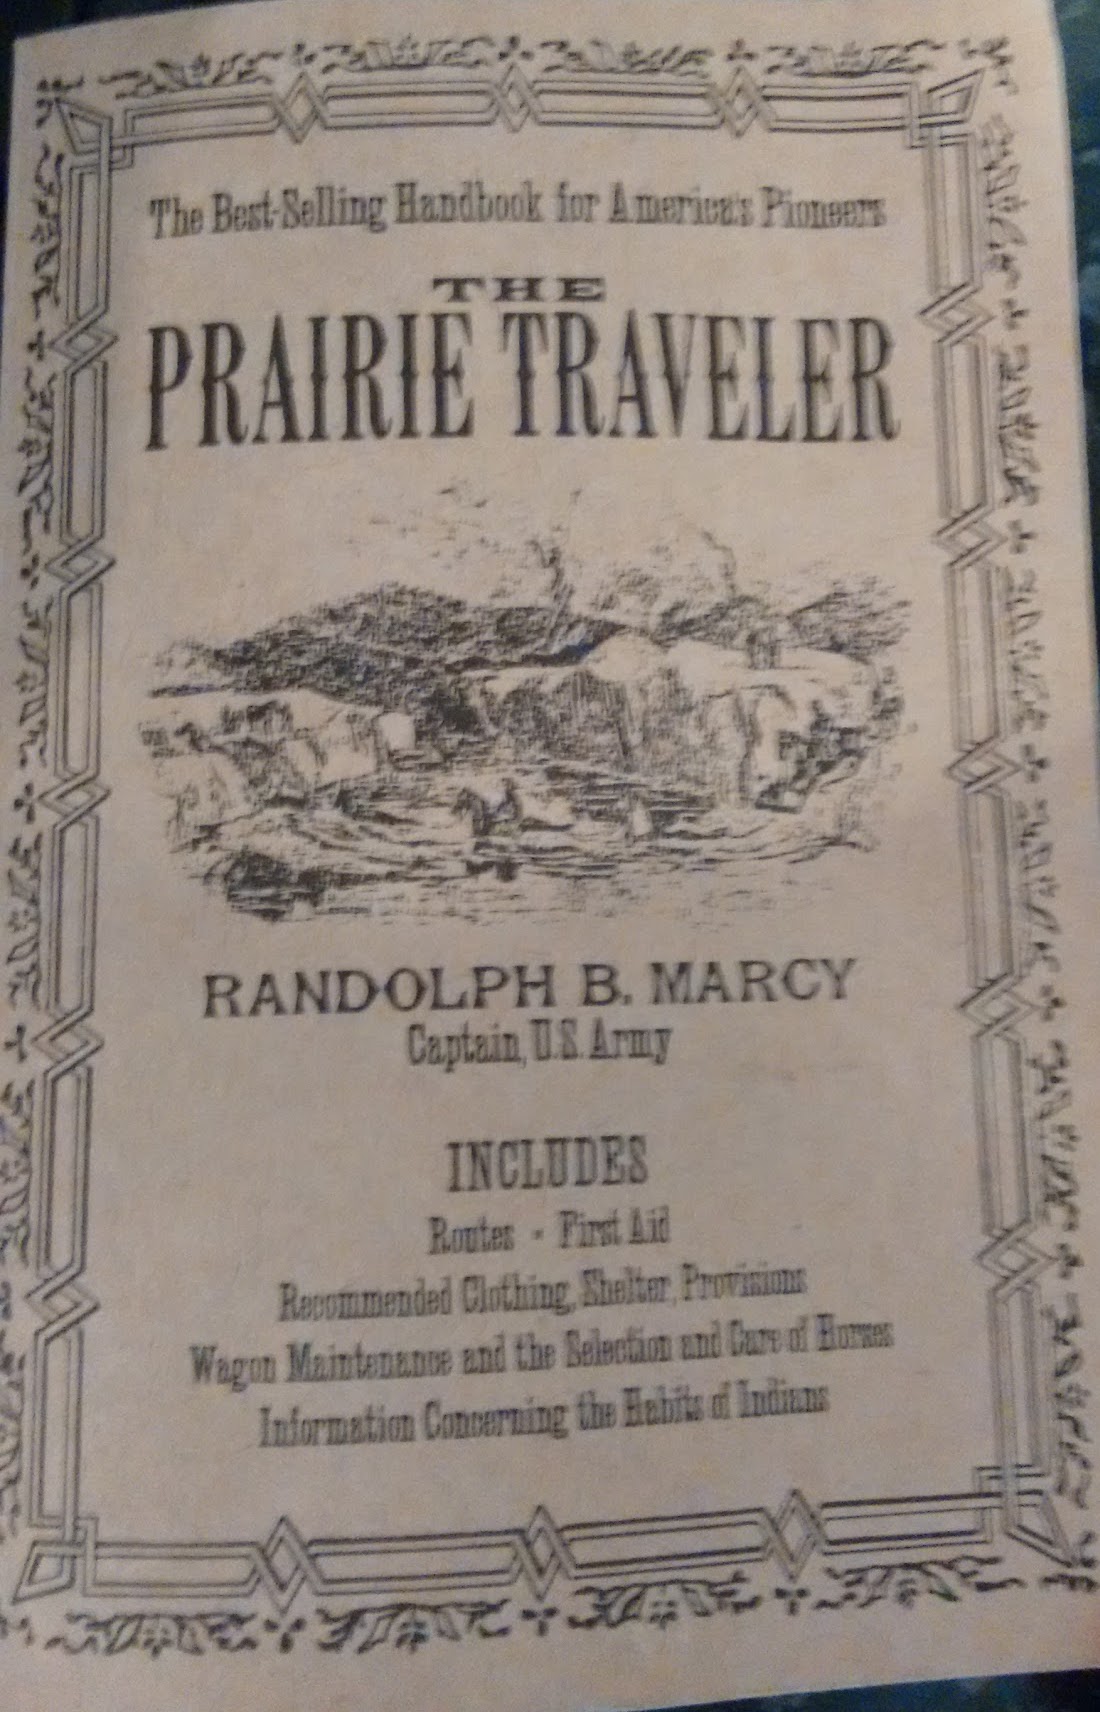 The Best-Selling Handbook for America's Pioneers
THE
PRAIRIE TRAVELER
RANDOLPH B. MARCY
Captain, U.S. Army
INCLUDES
Routes - First Aid
Recommended Clothing, Shelter, Provisions
Wagon Maintenance and the Selection and Care of Horses
Information Concerning the Habits of Indians